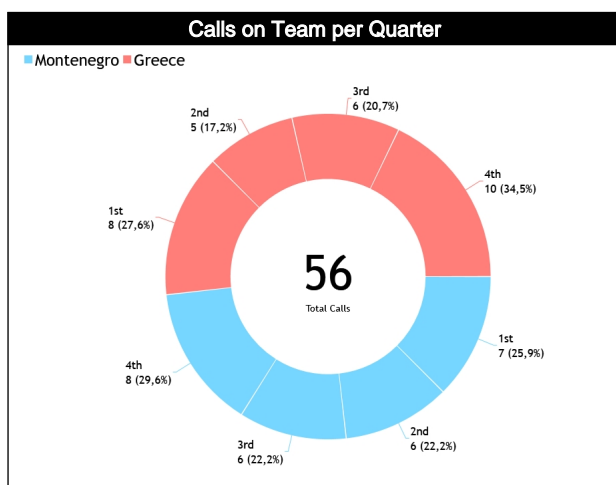 Calls on Team per Quarter
Montenegro Greece
3rd
6 (20,7%)
2nd
5 (17,2%)
4th
10 (34,5%)
1st
8 (27,6%)
56
Total Calls
1st
7 (25,9%)
4th
8 (29,6%)
2nd
6 (22,2%)
3rd
6 (22,2%)